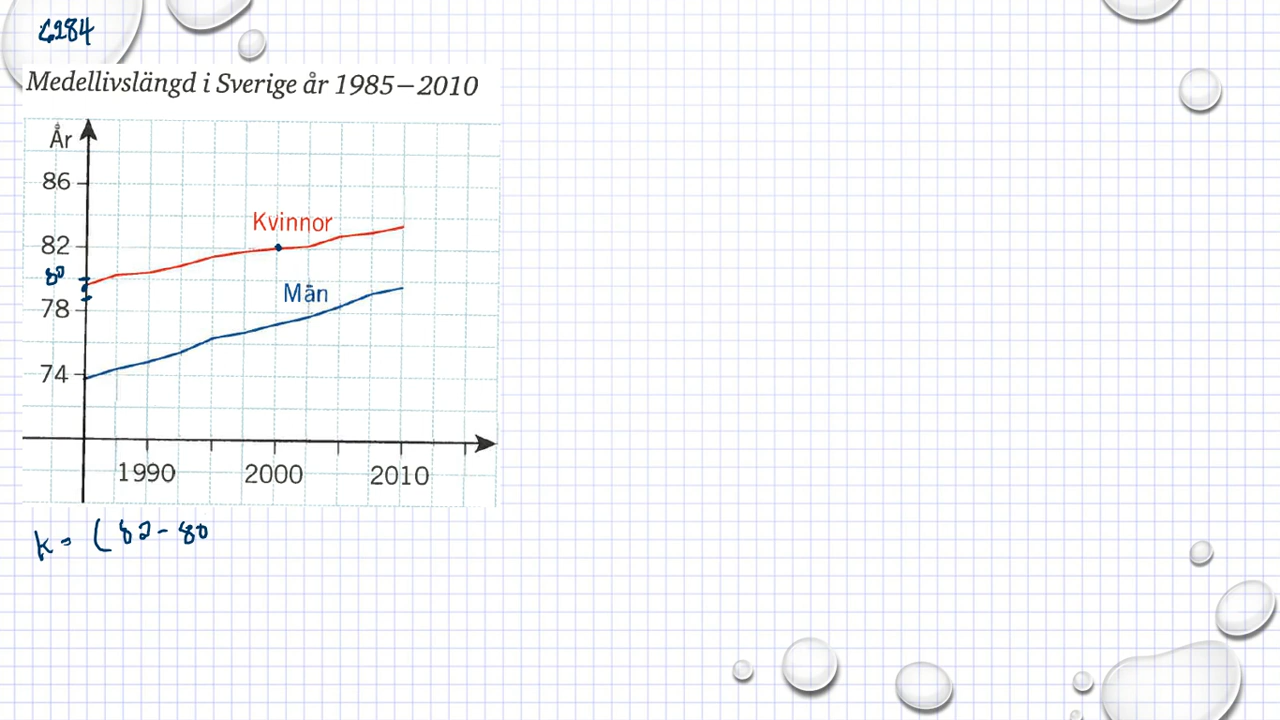 6284
Medellivslängd i Sverige år 1985–2010
År
86
Kvinnor
82
80
Män
78
74
1990 2000 2010
k = ( 82 - 80